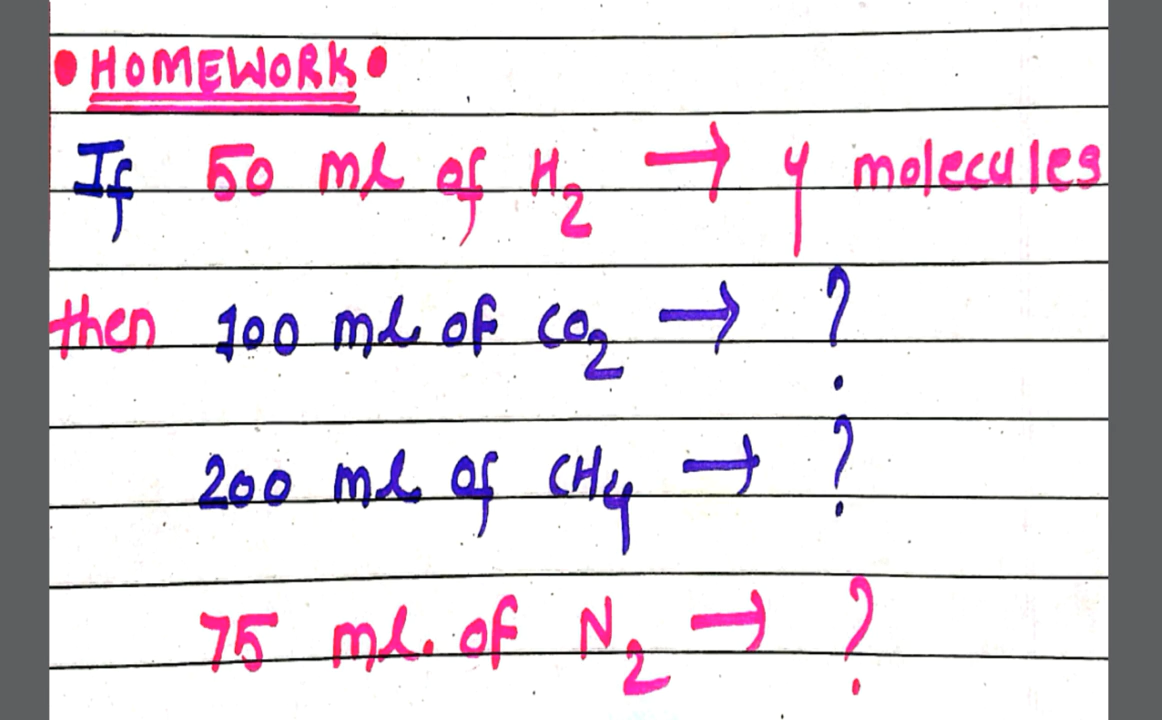 • HOMEWORK •
If 50 ml of H₂ → y molecules
then 100 ml of CO₂ → ?
200 ml of CH₄ → ?
75 ml. of N₂ → ?